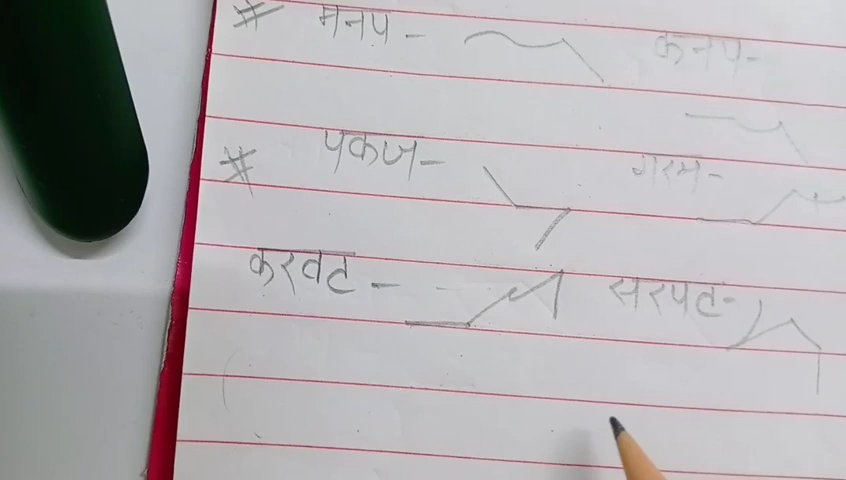 # मनप - कनप -
# पकज - गरम -
करवट - सरपट -